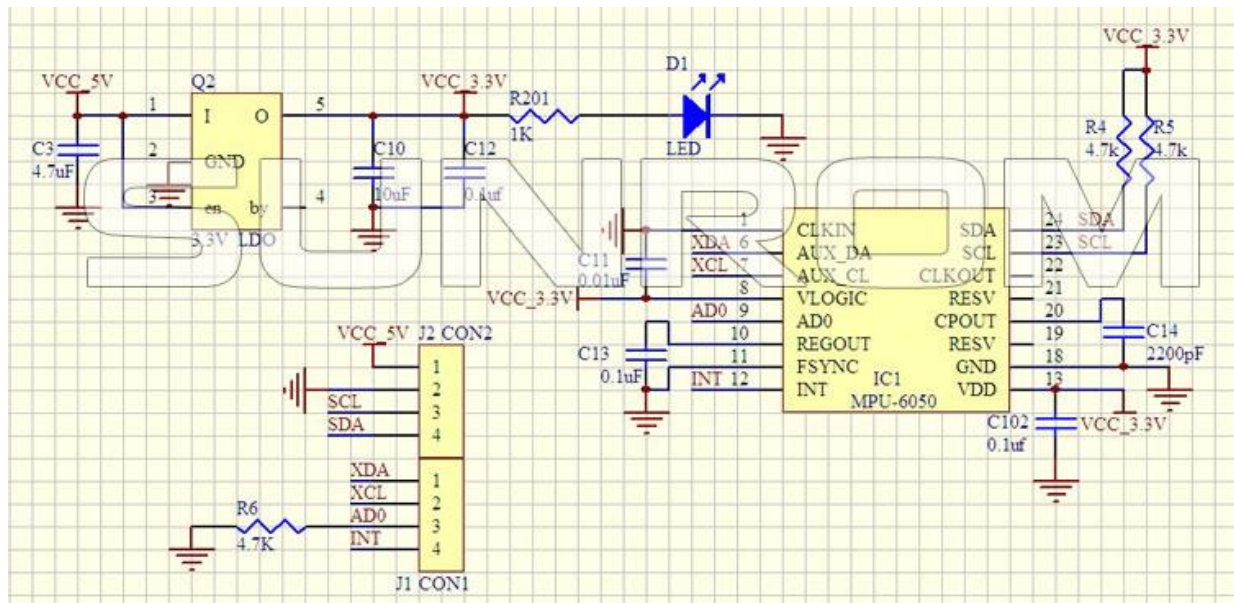 VCC_5V
Q2
1
I
O
5
2
GND
3
en
by
4
3.3V LDO
C3
4.7uF
VCC_3.3V
C10
10uF
C12
0.1uf
R201
1K
D1
LED
VCC_3.3V
R4
4.7k
R5
4.7k
SUNROM
1
CLKIN
SDA
24
SDA
XDA
6
AUX_DA
SCL
23
SCL
XCL
7
AUX_CL
CLKOUT
22
8
VLOGIC
RESV
21
AD0
9
AD0
CPOUT
20
10
REGOUT
RESV
19
11
FSYNC
GND
18
INT
12
INT
VDD
13
IC1
MPU-6050
C11
0.01uF
VCC_3.3V
C13
0.1uF
C14
2200pF
C102
0.1uf
VCC_3.3V
VCC_5V
J2 CON2
1
2
SCL
3
SDA
4
XDA
1
XCL
2
AD0
3
INT
4
R6
4.7K
J1 CON1